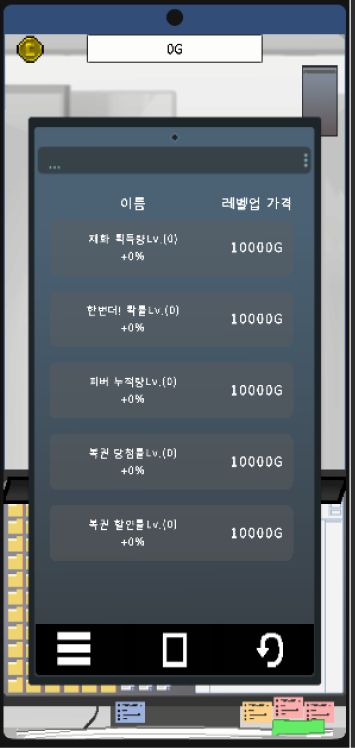 0G
...
이름 레벨업 가격
재화 획득량Lv.(0)
+0%
10000G
한번더! 확률Lv.(0)
+0%
10000G
피버 누적량Lv.(0)
+0%
10000G
복권 당첨률Lv.(0)
+0%
10000G
복권 할인률Lv.(0)
+0%
10000G